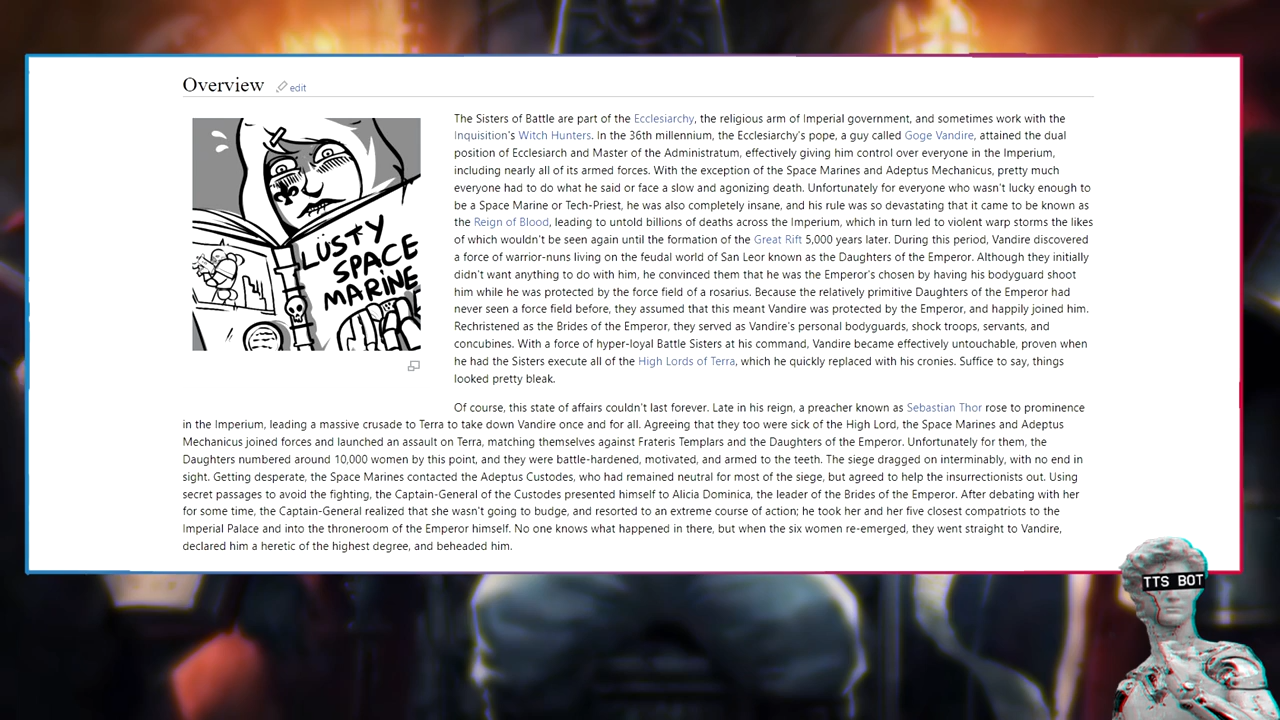 Overview edit
The Sisters of Battle are part of the Ecclesiarchy, the religious arm of Imperial government, and sometimes work with the
Inquisition's Witch Hunters. In the 36th millennium, the Ecclesiarchy's pope, a guy called Goge Vandire, attained the dual
position of Ecclesiarch and Master of the Administratum, effectively giving him control over everyone in the Imperium,
including nearly all of its armed forces. With the exception of the Space Marines and Adeptus Mechanicus, pretty much
everyone had to do what he said or face a slow and agonizing death. Unfortunately for everyone who wasn't lucky enough to
be a Space Marine or Tech-Priest, he was also completely insane, and his rule was so devastating that it came to be known as
the Reign of Blood, leading to untold billions of deaths across the Imperium, which in turn led to violent warp storms the likes
of which wouldn't be seen again until the formation of the Great Rift 5,000 years later. During this period, Vandire discovered
a force of warrior-nuns living on the feudal world of San Leor known as the Daughters of the Emperor. Although they initially
didn't want anything to do with him, he convinced them that he was the Emperor's chosen by having his bodyguard shoot
him while he was protected by the force field of a rosarius. Because the relatively primitive Daughters of the Emperor had
never seen a force field before, they assumed that this meant Vandire was protected by the Emperor, and happily joined him.
Rechristened as the Brides of the Emperor, they served as Vandire's personal bodyguards, shock troops, servants, and
concubines. With a force of hyper-loyal Battle Sisters at his command, Vandire became effectively untouchable, proven when
he had the Sisters execute all of the High Lords of Terra, which he quickly replaced with his cronies. Suffice to say, things
looked pretty bleak.
LÜSTY
SPACE
MARINE
Of course, this state of affairs couldn't last forever. Late in his reign, a preacher known as Sebastian Thor rose to prominence
in the Imperium, leading a massive crusade to Terra to take down Vandire once and for all. Agreeing that they too were sick of the High Lord, the Space Marines and Adeptus
Mechanicus joined forces and launched an assault on Terra, matching themselves against Frateris Templars and the Daughters of the Emperor. Unfortunately for them, the
Daughters numbered around 10,000 women by this point, and they were battle-hardened, motivated, and armed to the teeth. The siege dragged on interminably, with no end in
sight. Getting desperate, the Space Marines contacted the Adeptus Custodes, who had remained neutral for most of the siege, but agreed to help the insurrectionists out. Using
secret passages to avoid the fighting, the Captain-General of the Custodes presented himself to Alicia Dominica, the leader of the Brides of the Emperor. After debating with her
for some time, the Captain-General realized that she wasn't going to budge, and resorted to an extreme course of action; he took her and her five closest compatriots to the
Imperial Palace and into the throneroom of the Emperor himself. No one knows what happened in there, but when the six women re-emerged, they went straight to Vandire,
declared him a heretic of the highest degree, and beheaded him.
TTS BOT